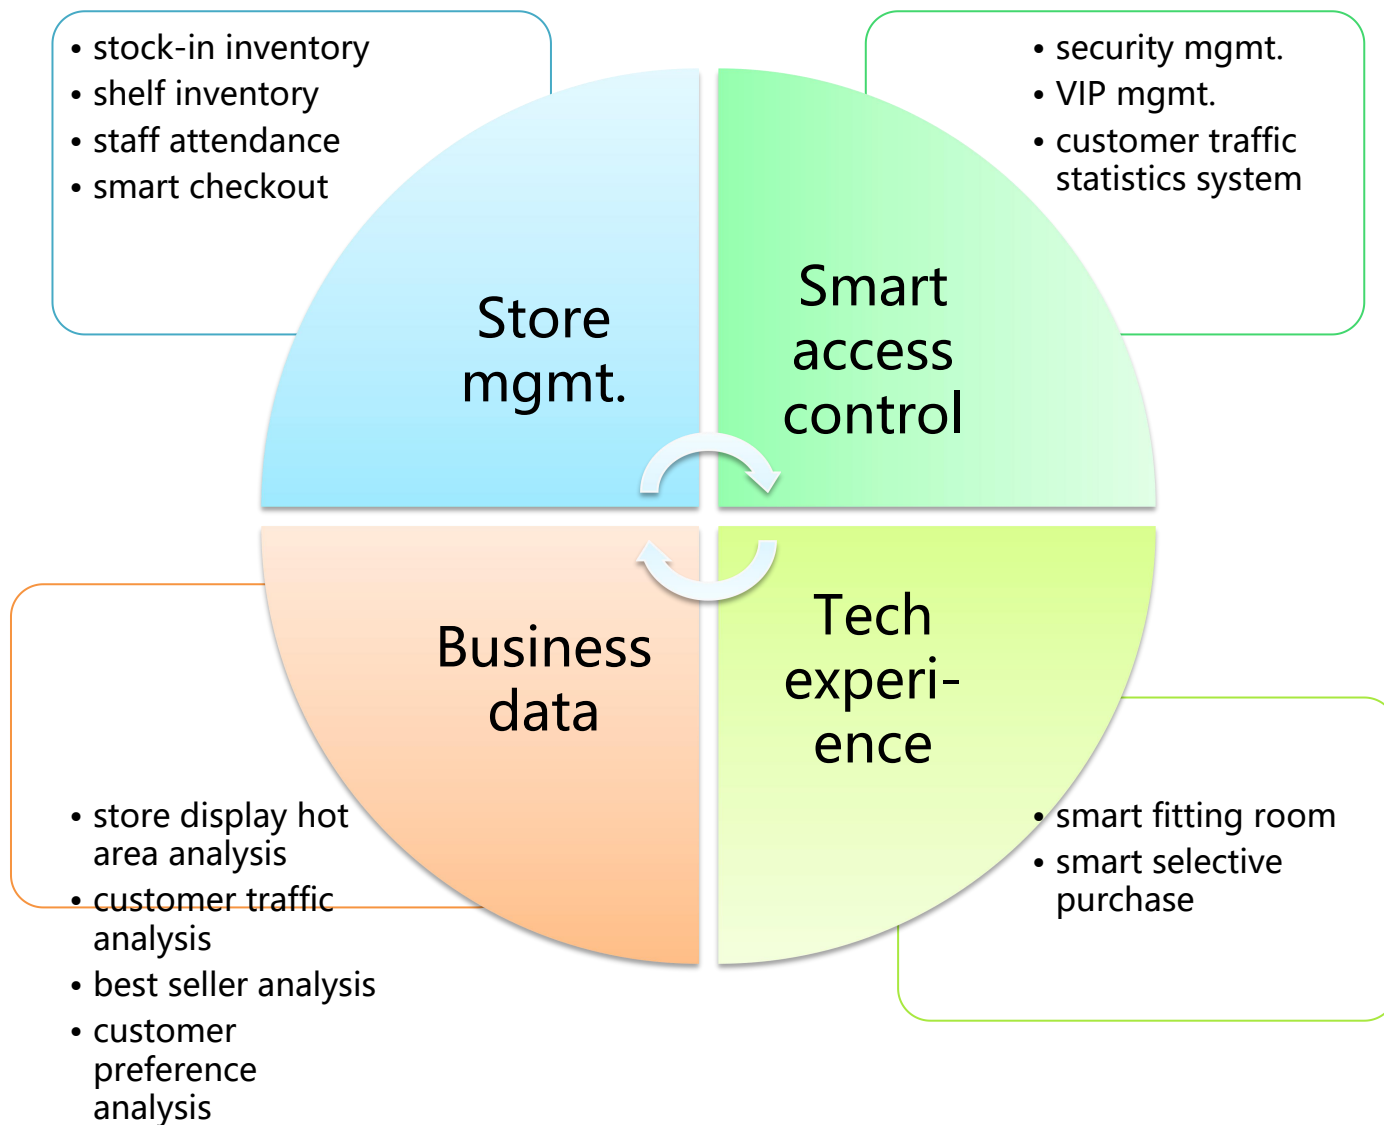 • stock-in inventory
• shelf inventory
• staff attendance
• smart checkout
Store
mgmt.
• security mgmt.
• VIP mgmt.
• customer traffic
statistics system
Smart
access
control
Business
data
• store display hot
area analysis
• customer traffic
analysis
• best seller analysis
• customer
preference
analysis
Tech
experi-
ence
• smart fitting room
• smart selective
purchase